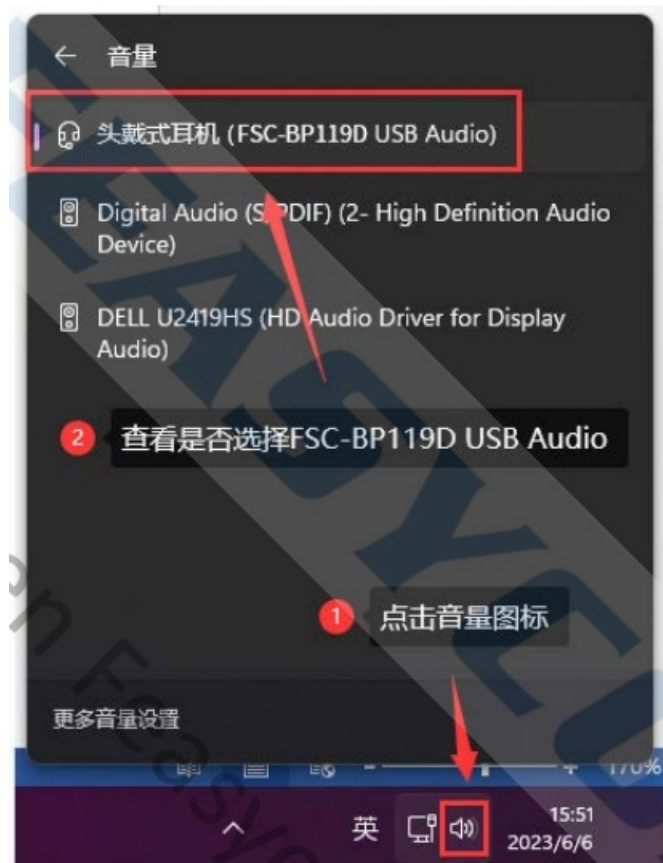 ← 音量
头戴式耳机 (FSC-BP119D USB Audio)
Digital Audio (S/PDIF) (2- High Definition Audio
Device)
DELL U2419HS (HD Audio Driver for Display
Audio)
2 查看是否选择FSC-BP119D USB Audio
1 点击音量图标
更多音量设置
- + 170%
英
15:51
2023/6/6